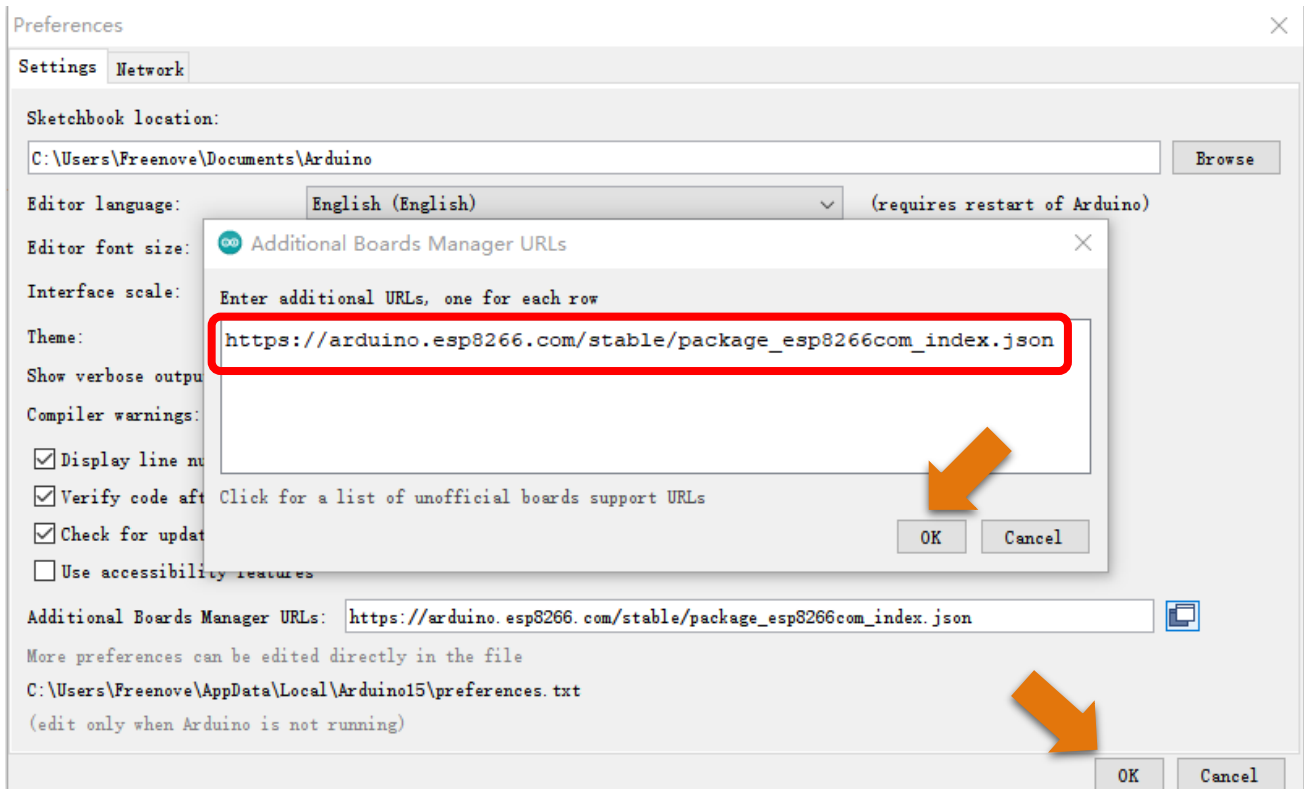 Preferences
Settings Network
Sketchbook location:
C:\Users\Freenove\Documents\Arduino Browse
Editor language: English (English) (requires restart of Arduino)
Editor font size:
Interface scale:
Theme:
Show verbose outpu
Compiler warnings:
Display line nu
Verify code aft
Check for updat
Use accessibility features
Additional Boards Manager URLs
Enter additional URLs, one for each row
https://arduino.esp8266.com/stable/package_esp8266com_index.json
Click for a list of unofficial boards support URLs
OK Cancel
Additional Boards Manager URLs: https://arduino.esp8266.com/stable/package_esp8266com_index.json
More preferences can be edited directly in the file
C:\Users\Freenove\AppData\Local\Arduino15\preferences.txt
(edit only when Arduino is not running)
OK Cancel